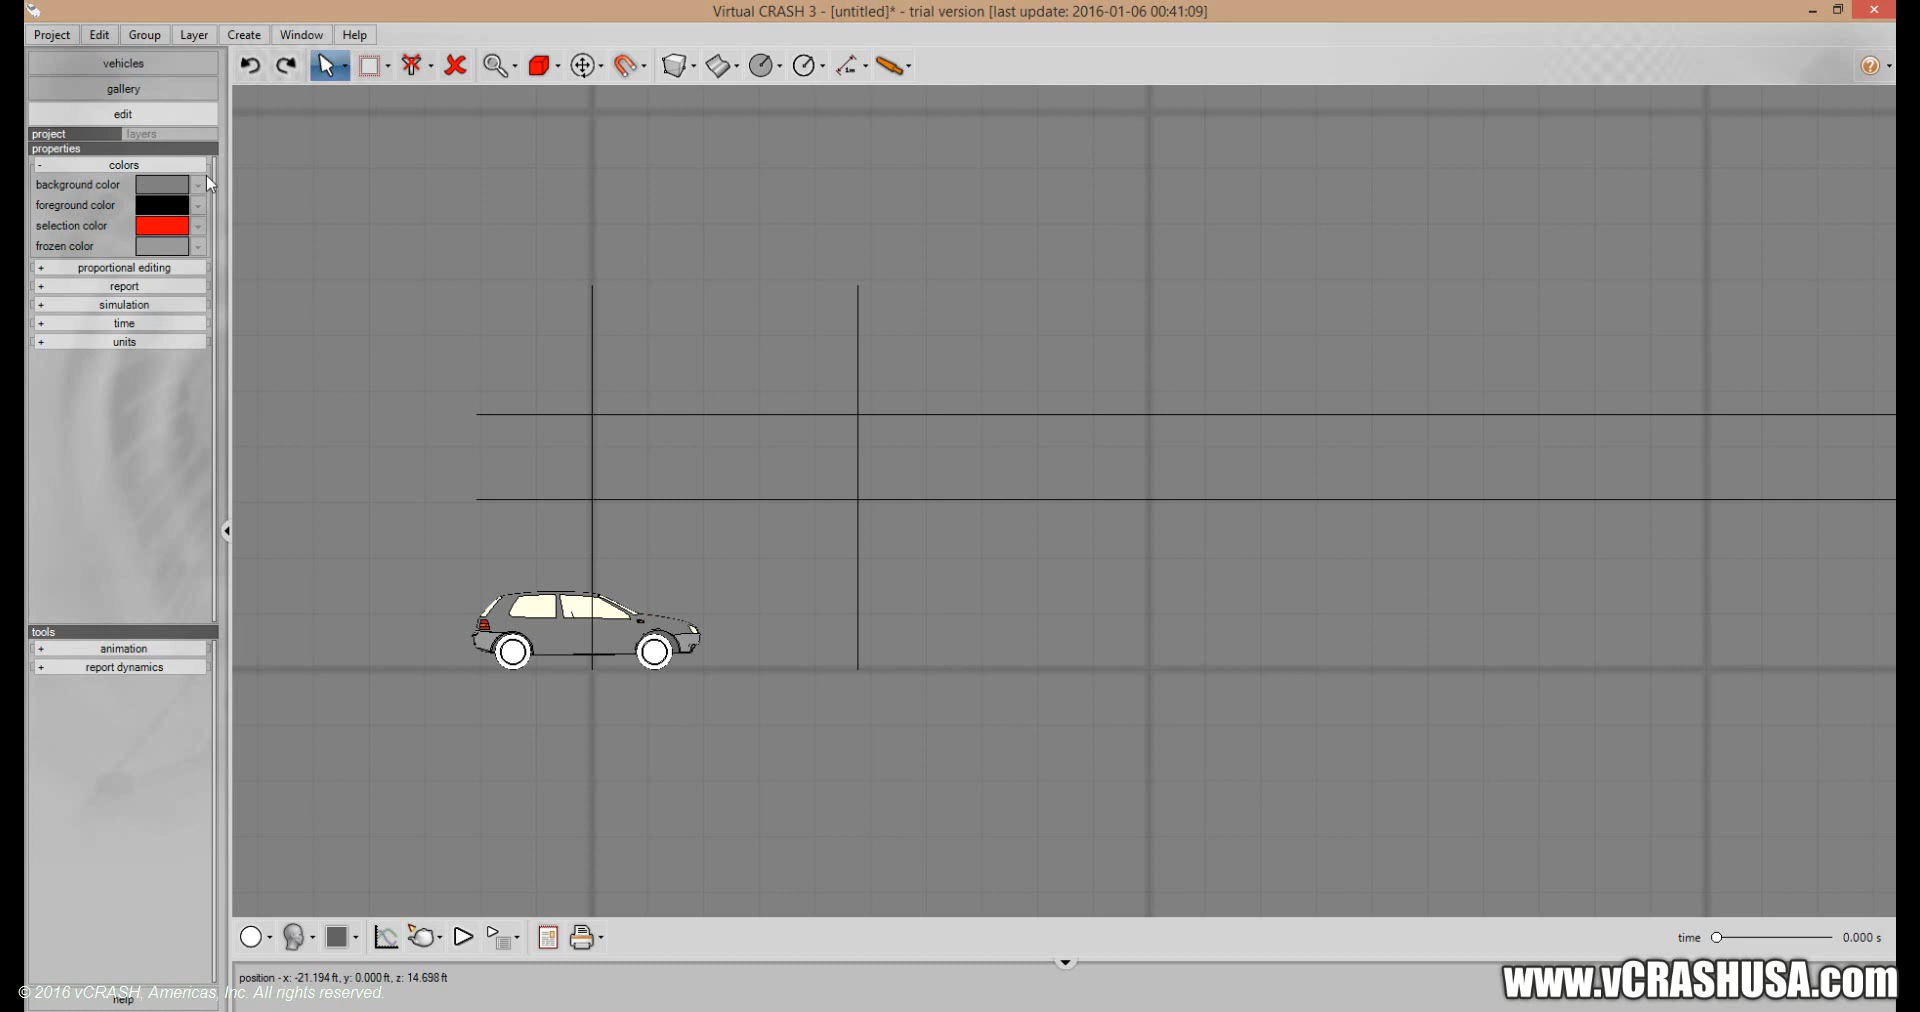 Virtual CRASH 3 - [untitled]* - trial version [last update: 2016-01-06 00:41:09]
Project Edit Group Layer Create Window Help
vehicles
gallery
edit
project layers
properties
- colors
background color
foreground color
selection color
frozen color
+ proportional editing
+ report
+ simulation
+ time
+ units
tools
+ animation
+ report dynamics
time 0.000 s
position - x: -21.194 ft, y: 0.000 ft, z: 14.698 ft
help
© 2016 vCRASH, Americas, Inc. All rights reserved.
www.vCRASHUSA.com